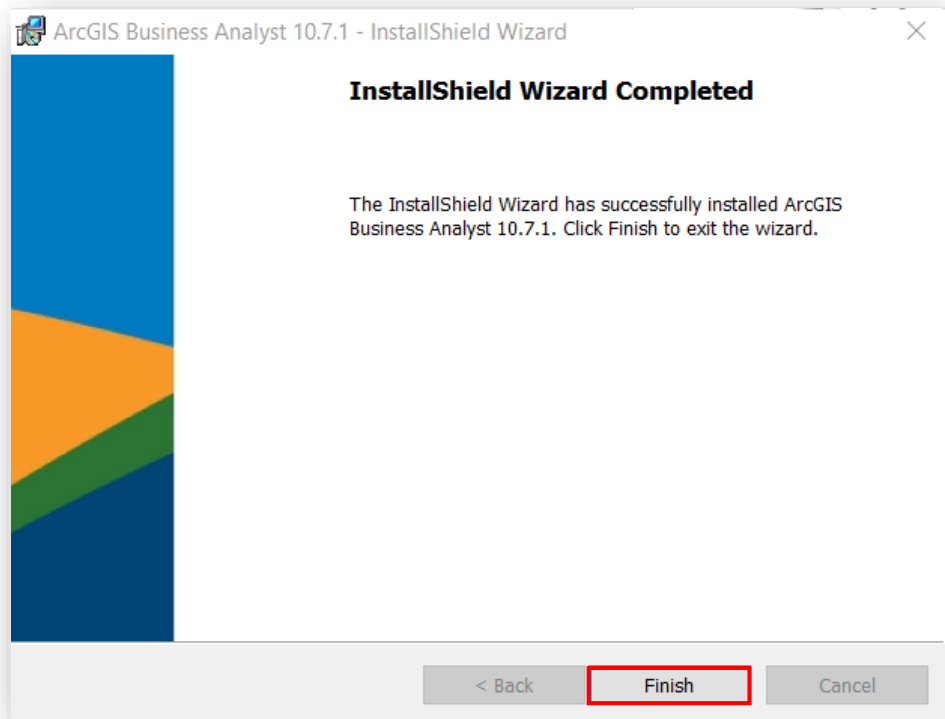 ArcGIS Business Analyst 10.7.1 - InstallShield Wizard
InstallShield Wizard Completed
The InstallShield Wizard has successfully installed ArcGIS
Business Analyst 10.7.1. Click Finish to exit the wizard.
< Back Finish Cancel